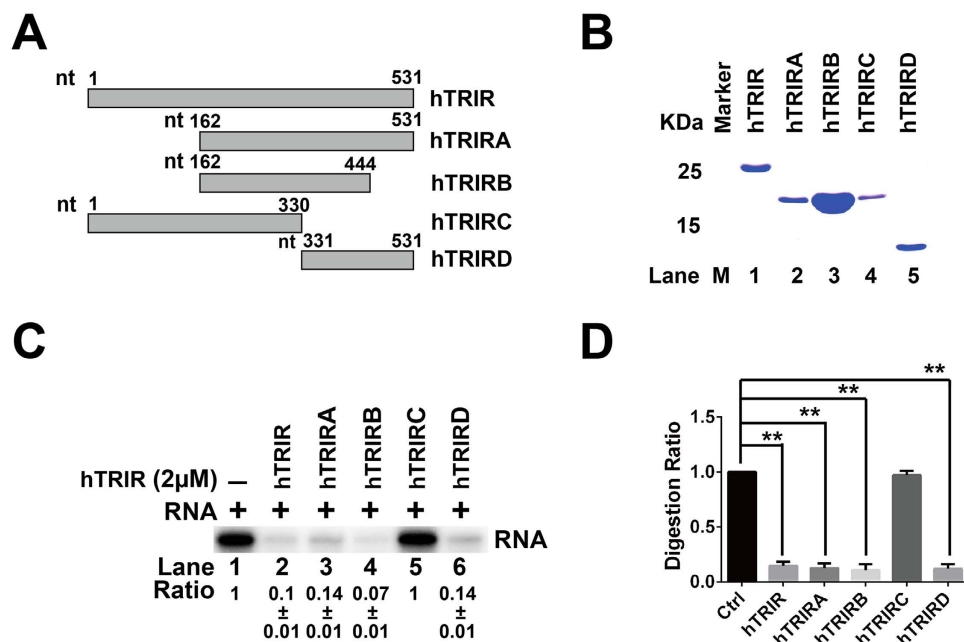 A
nt 1 531
hTRIR
nt 162 531
hTRIRA
nt 162 444
hTRIRB
nt 1 330
hTRIRC
nt 331 531
hTRIRD
B
KDa Marker hTRIR hTRIRA hTRIRB hTRIRC hTRIRD
25
15
Lane M 1 2 3 4 5
C
hTRIR (2μM) – hTRIR hTRIRA hTRIRB hTRIRC hTRIRD
RNA + + + + + +
RNA
Lane 1 2 3 4 5 6
Ratio 1 0.1 0.14 0.07 1 0.14
± ± ± ±
0.01 0.01 0.01 0.01
D
**
**
**
**
Digestion Ratio
1.5
1.0
0.5
0.0
Ctrl hTRIR hTRIRA hTRIRB hTRIRC hTRIRD